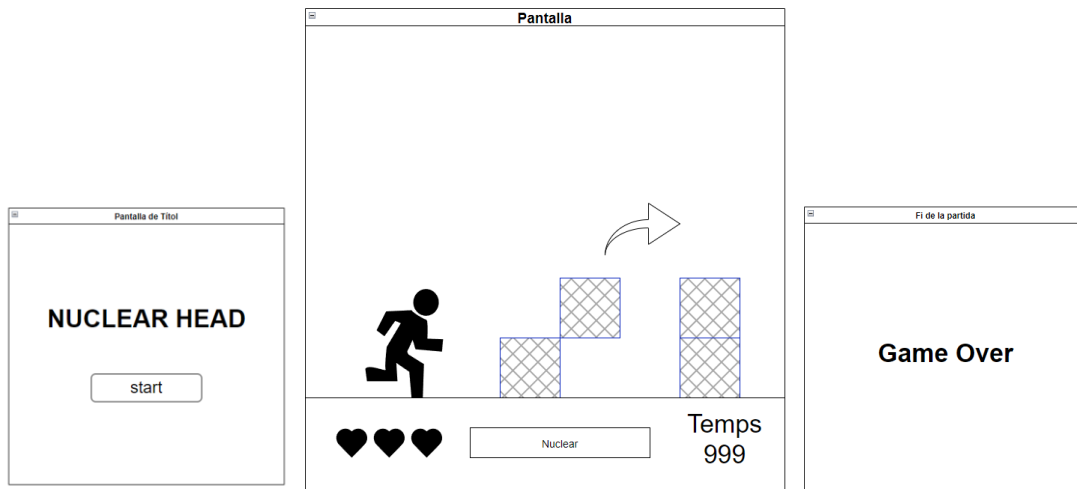 Pantalla de Títol
NUCLEAR HEAD
start
Pantalla
Nuclear
Temps
999
Fi de la partida
Game Over